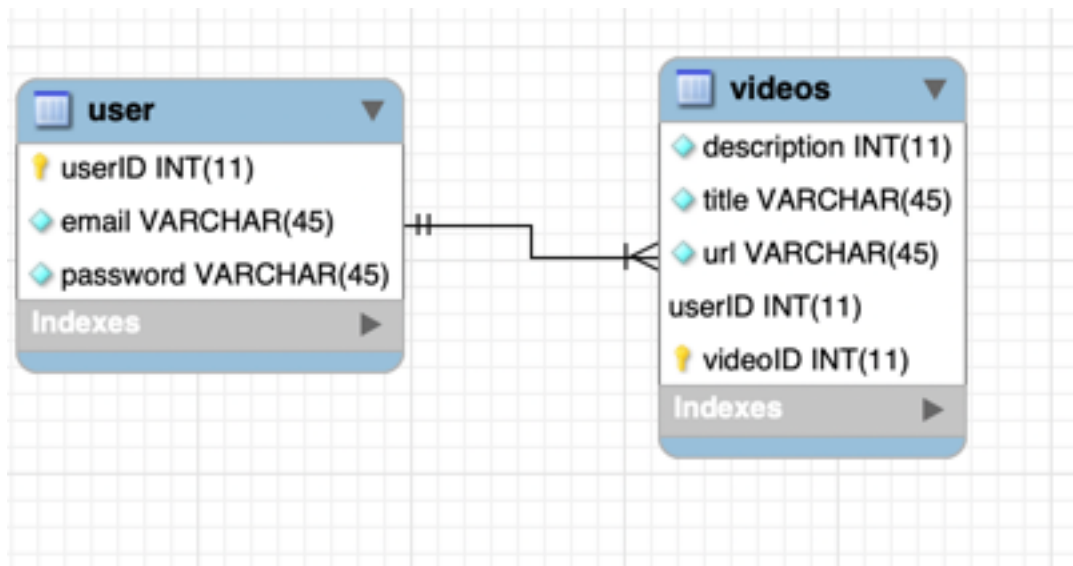 user
userID INT(11)
email VARCHAR(45)
password VARCHAR(45)
Indexes
videos
description INT(11)
title VARCHAR(45)
url VARCHAR(45)
userID INT(11)
videoID INT(11)
Indexes